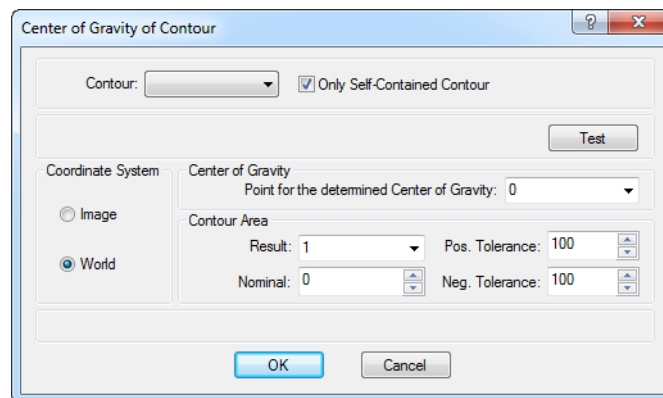 Center of Gravity of Contour
Contour:
Only Self-Contained Contour
Test
Coordinate System
Image
World
Center of Gravity
Point for the determined Center of Gravity: 0
Contour Area
Result: 1 Pos. Tolerance: 100
Nominal: 0 Neg. Tolerance: 100
OK Cancel